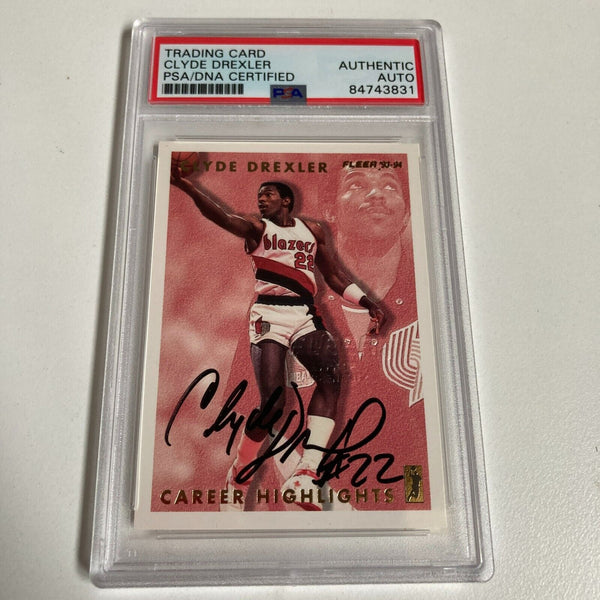 TRADING CARD
CLYDE DREXLER
PSA/DNA CERTIFIED
AUTHENTIC
AUTO
84743831
PSA
CLYDE DREXLER
FLEER '93-'94
blazers
22
Clyde Drexler #22
CAREER HIGHLIGHTS